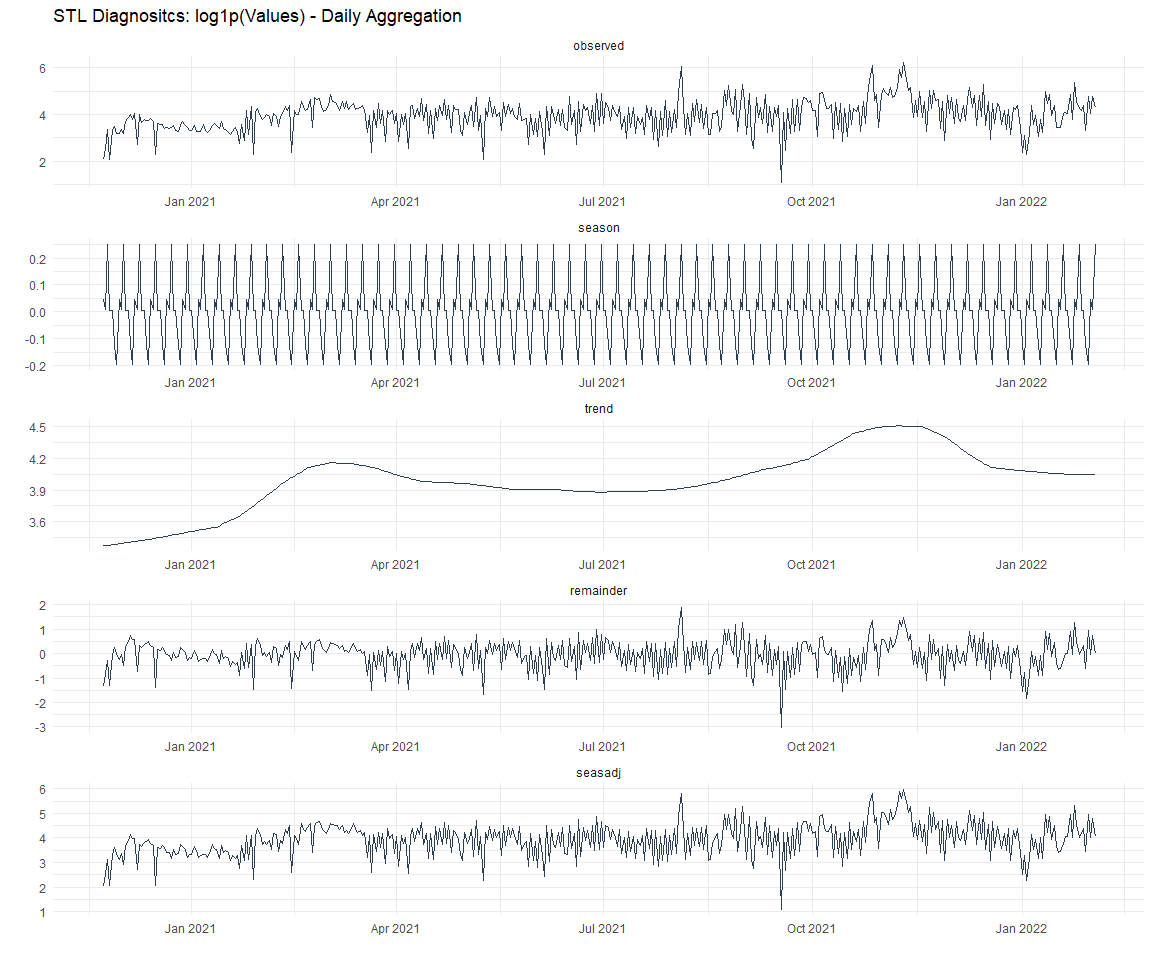 STL Diagnositcs: log1p(Values) - Daily Aggregation
observed
6
4
2
Jan 2021 Apr 2021 Jul 2021 Oct 2021 Jan 2022
season
0.2
0.1
0.0
-0.1
-0.2
Jan 2021 Apr 2021 Jul 2021 Oct 2021 Jan 2022
trend
4.5
4.2
3.9
3.6
Jan 2021 Apr 2021 Jul 2021 Oct 2021 Jan 2022
remainder
2
1
0
-1
-2
-3
Jan 2021 Apr 2021 Jul 2021 Oct 2021 Jan 2022
seasadj
6
5
4
3
2
1
Jan 2021 Apr 2021 Jul 2021 Oct 2021 Jan 2022